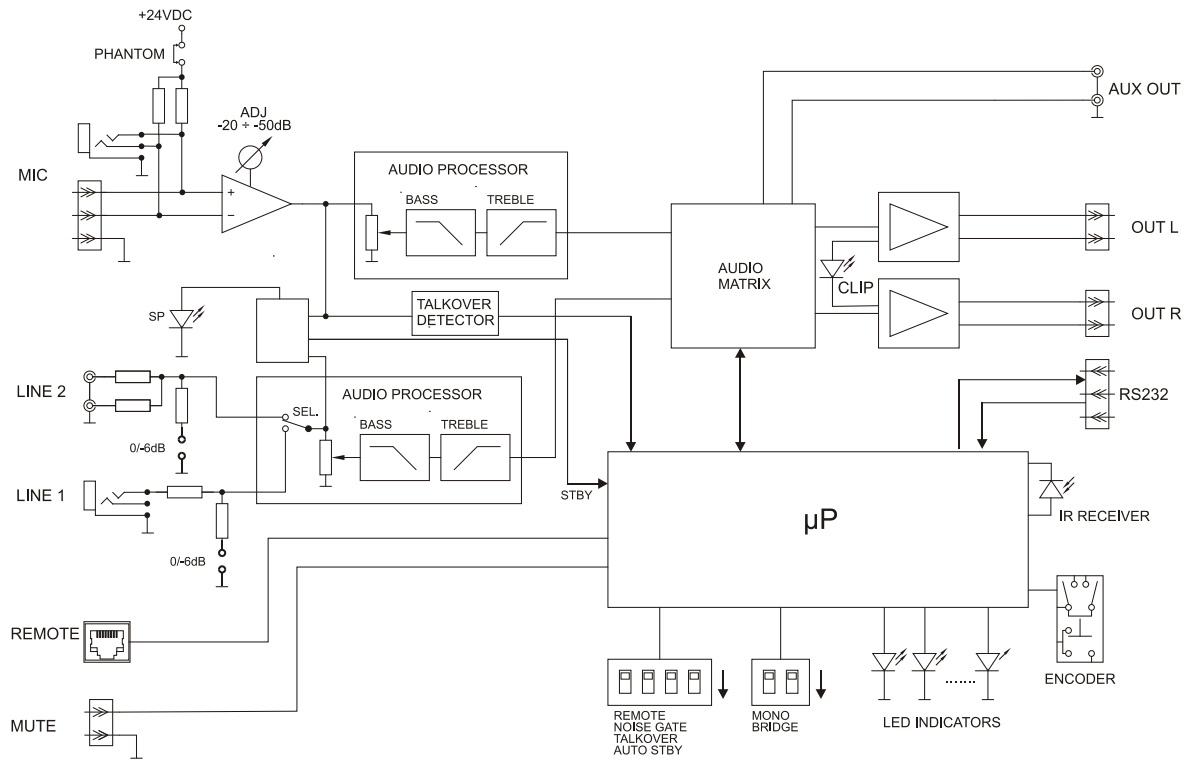 +24VDC
PHANTOM
ADJ
-20 ÷ -50dB
MIC
AUDIO PROCESSOR
BASS
TREBLE
AUX OUT
AUDIO
MATRIX
OUT L
CLIP
OUT R
SP
TALKOVER
DETECTOR
LINE 2
AUDIO PROCESSOR
SEL.
BASS
TREBLE
0/-6dB
RS232
LINE 1
STBY
µP
IR RECEIVER
0/-6dB
REMOTE
ENCODER
MUTE
REMOTE
NOISE GATE
TALKOVER
AUTO STBY
MONO
BRIDGE
LED INDICATORS
+
−